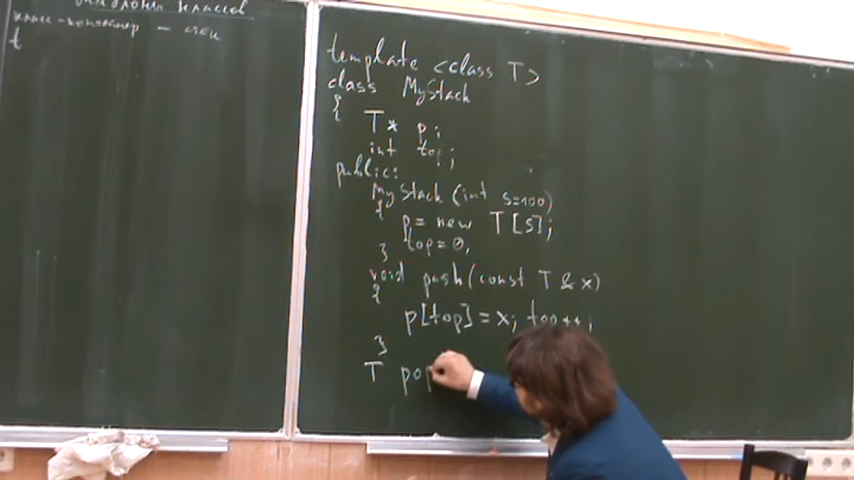 классов
класс-контейнер – стек
t
template <class T>
class MyStack
{ T* p;
int top;
public:
MyStack (int s=100)
{
p = new T[s];
top=0;
}
void push(const T & x)
{
p[top] = x; top++;
}
T pop